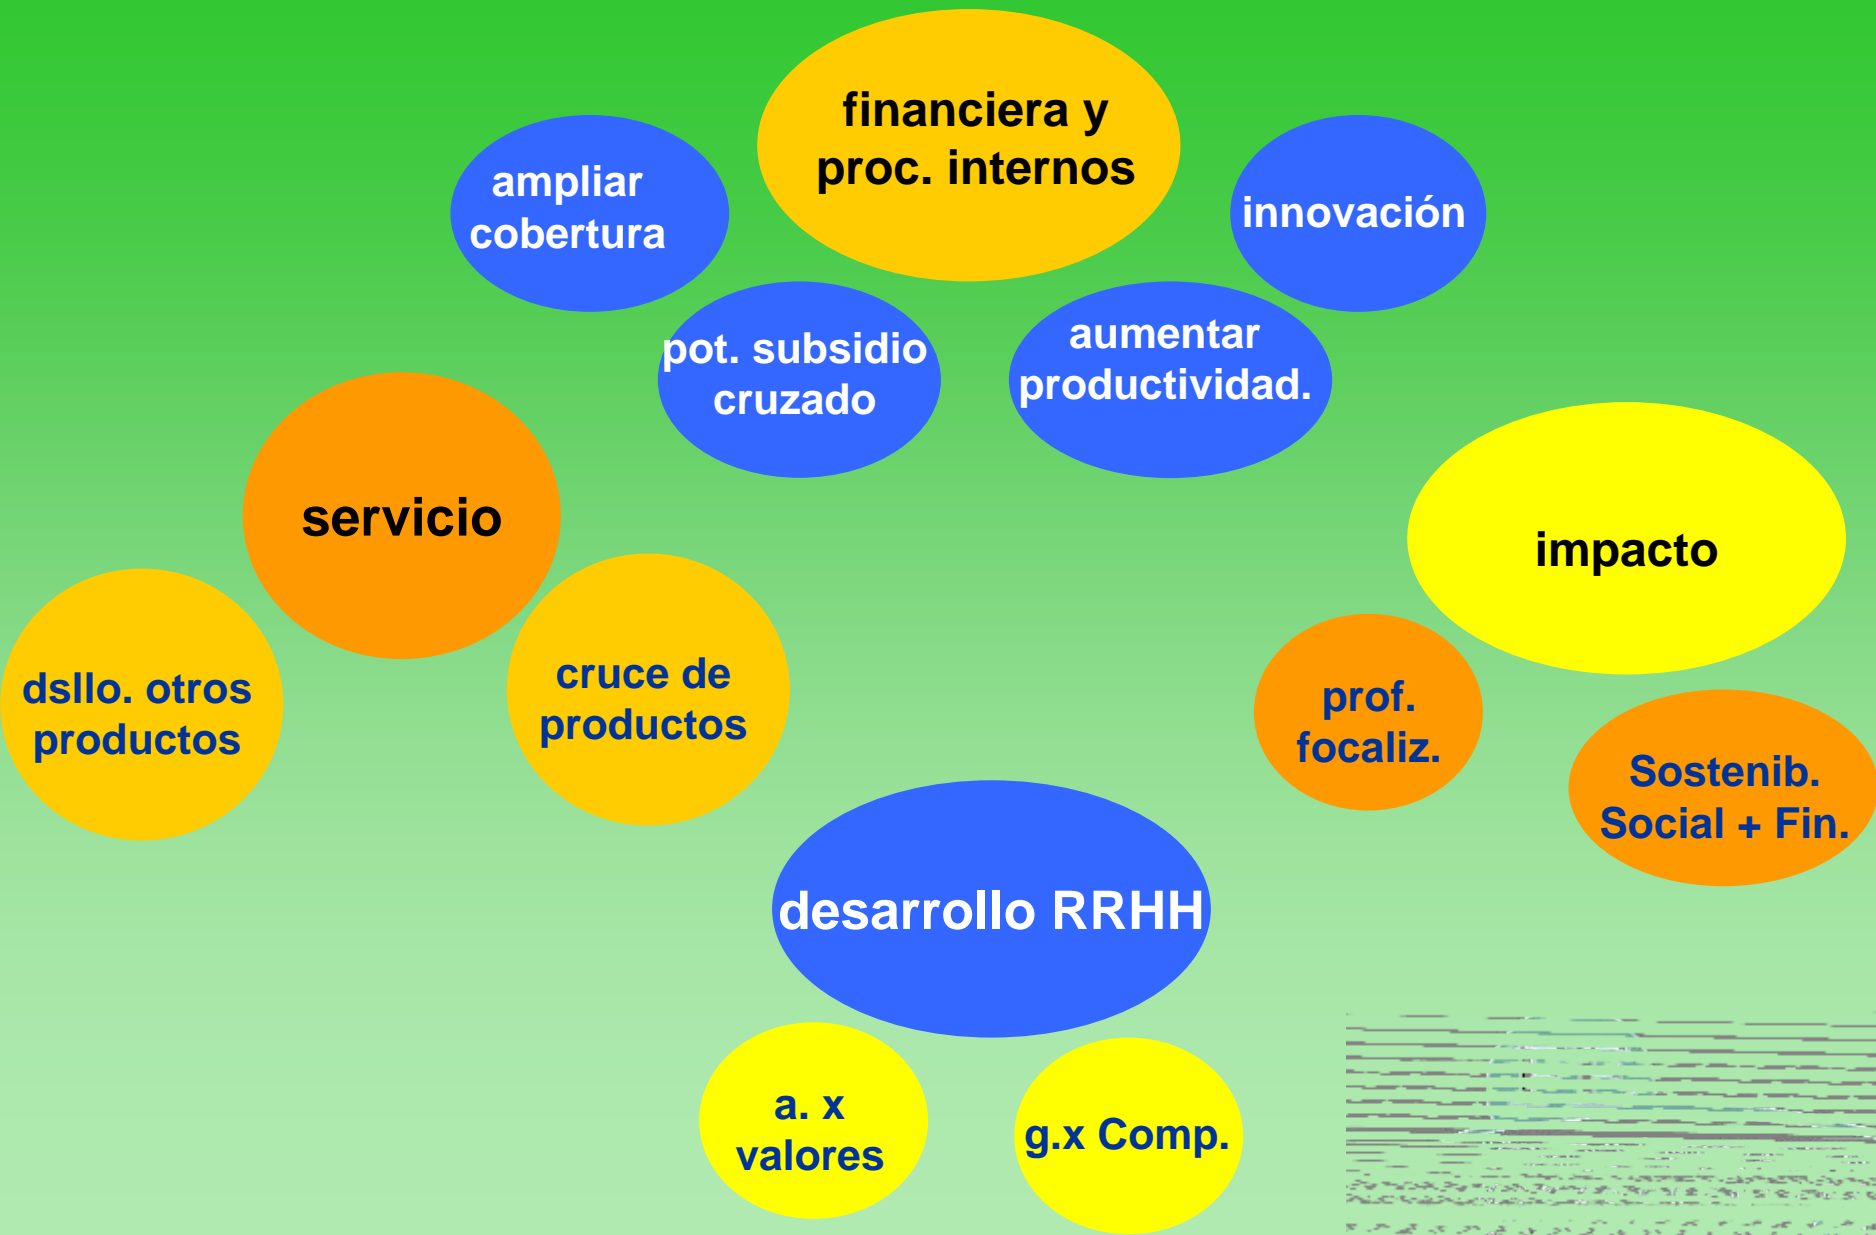 financiera y
proc. internos
ampliar
cobertura
innovación
pot. subsidio
cruzado
aumentar
productividad.
servicio
impacto
dsllo. otros
productos
cruce de
productos
prof.
focaliz.
Sostenib.
Social + Fin.
desarrollo RRHH
a. x
valores
g.x Comp.